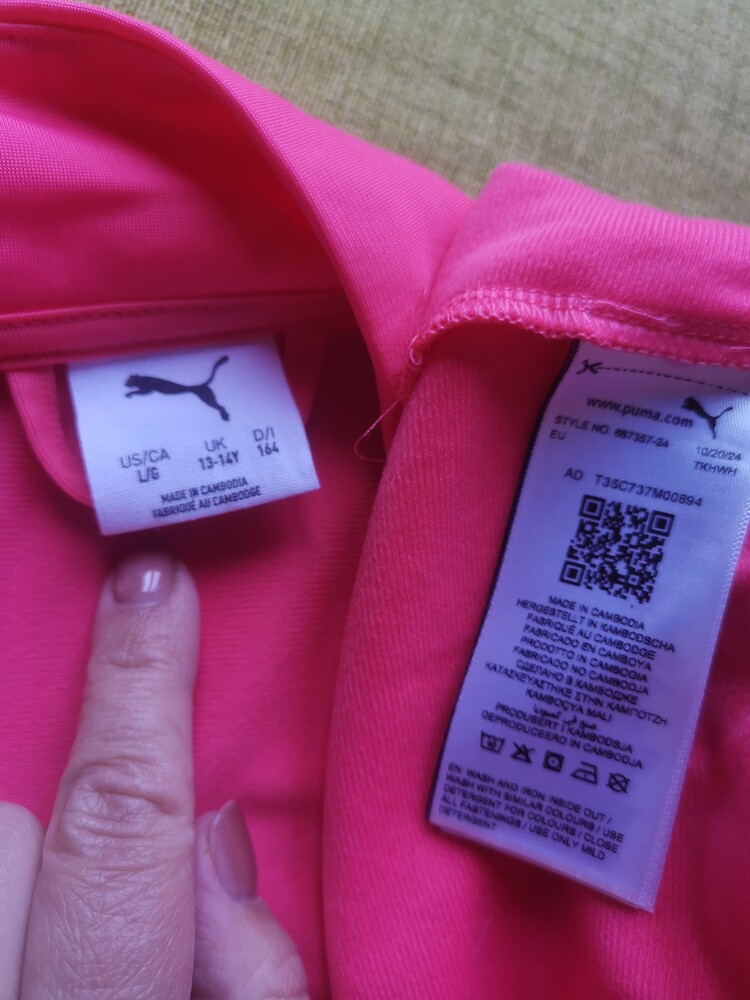 US/CA
L/G
UK
13-14Y
D/I
164
MADE IN CAMBODIA
FABRIQUÉ AU CAMBODGE
www.puma.com
STYLE NO. 687357-24
EU
10/20/24
TKHWH
AD T35C737M00894
MADE IN CAMBODIA
HERGESTELLT IN KAMBODSCHA
FABRIQUÉ AU CAMBODGE
FABRICADO EN CAMBOYA
PRODOTTO IN CAMBOGIA
FABRICADO NO CAMBODJA
СДЕЛАНО В КАМБОДЖЕ
ΚΑΤΑΣΚΕΥΑΣΤΗΚΕ ΣΤΗΝ ΚΑΜΠΟΤΖΗ
KAMBOÇYA MALI
صنع في كمبوديا
PRODUSERT I KAMBODSJA
GEPRODUCEERD IN CAMBODJA
EN: WASH AND IRON INSIDE OUT /
WASH WITH SIMILAR COLOURS / USE
DETERGENT FOR COLOURS / CLOSE
ALL FASTENINGS / USE ONLY MILD
DETERGENT